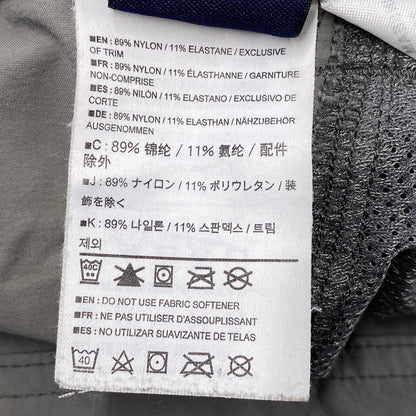 ■EN: 89% NYLON / 11% ELASTANE / EXCLUSIVE
OF TRIM
■FR: 89% NYLON / 11% ÉLASTHANNE / GARNITURE
NON-COMPRISE
■ES: 89% NILÓN / 11% ELASTANO / EXCLUSIVO DE
CORTE
■DE: 89% NYLON / 11% ELASTHAN / NÄHZUBEHÖR
AUSGENOMMEN
■C: 89% 锦纶 / 11% 氨纶 / 配件
除外
■J: 89% ナイロン / 11% ポリウレタン / 装
飾を除く
■K: 89% 나일론 / 11% 스판덱스 / 트림
제외
40C
■EN: DO NOT USE FABRIC SOFTENER
■FR: NE PAS UTILISER D'ASSOUPLISSANT
■ES: NO UTILIZAR SUAVIZANTE DE TELAS
40